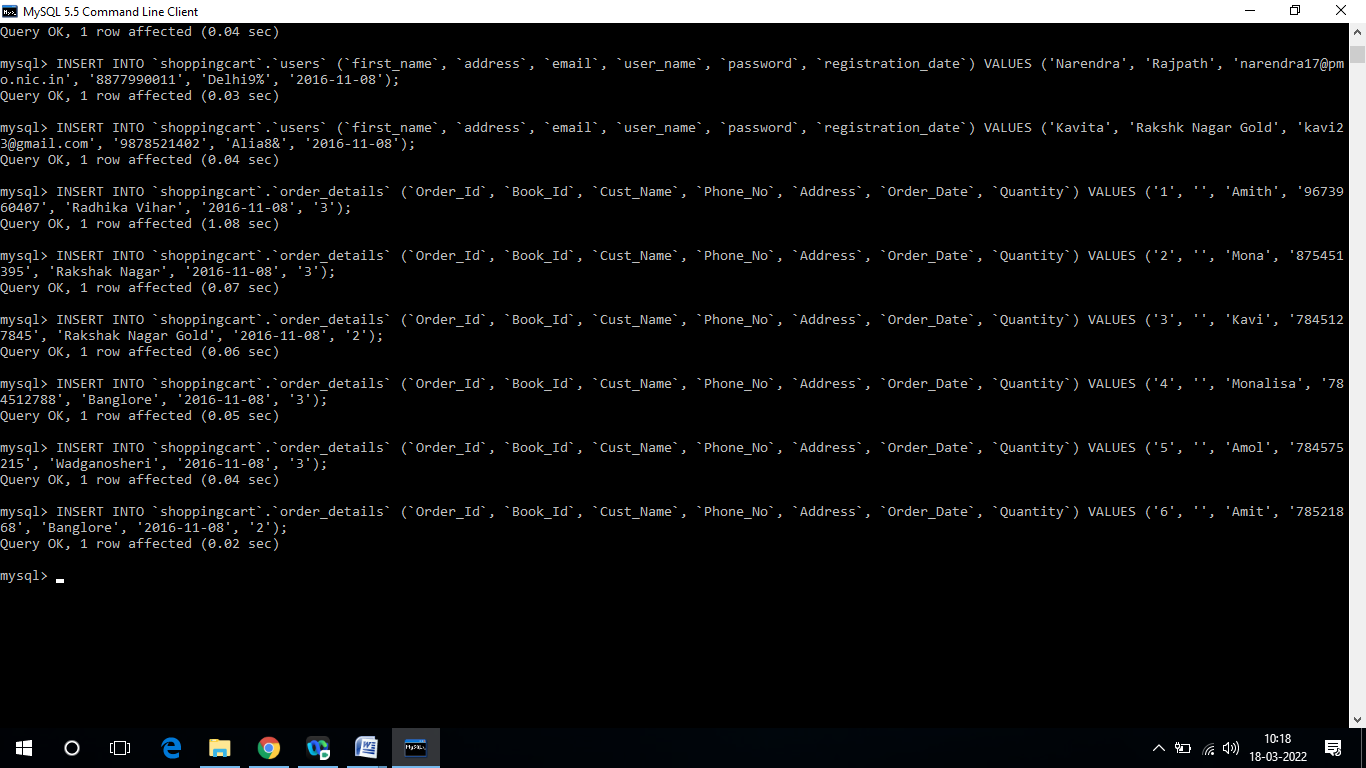 MySQL 5.5 Command Line Client
Query OK, 1 row affected (0.04 sec)
mysql> INSERT INTO `shoppingcart`.`users` (`first_name`, `address`, `email`, `user_name`, `password`, `registration_date`) VALUES ('Narendra', 'Rajpath', 'narendra17@pm
o.nic.in', '8877990011', 'Delhi9%', '2016-11-08');
Query OK, 1 row affected (0.03 sec)
mysql> INSERT INTO `shoppingcart`.`users` (`first_name`, `address`, `email`, `user_name`, `password`, `registration_date`) VALUES ('Kavita', 'Rakshk Nagar Gold', 'kavi2
3@gmail.com', '9878521402', 'Alia8&', '2016-11-08');
Query OK, 1 row affected (0.04 sec)
mysql> INSERT INTO `shoppingcart`.`order_details` (`Order_Id`, `Book_Id`, `Cust_Name`, `Phone_No`, `Address`, `Order_Date`, `Quantity`) VALUES ('1', '', 'Amith', '96739
60407', 'Radhika Vihar', '2016-11-08', '3');
Query OK, 1 row affected (1.08 sec)
mysql> INSERT INTO `shoppingcart`.`order_details` (`Order_Id`, `Book_Id`, `Cust_Name`, `Phone_No`, `Address`, `Order_Date`, `Quantity`) VALUES ('2', '', 'Mona', '875451
395', 'Rakshak Nagar', '2016-11-08', '3');
Query OK, 1 row affected (0.07 sec)
mysql> INSERT INTO `shoppingcart`.`order_details` (`Order_Id`, `Book_Id`, `Cust_Name`, `Phone_No`, `Address`, `Order_Date`, `Quantity`) VALUES ('3', '', 'Kavi', '784512
7845', 'Rakshak Nagar Gold', '2016-11-08', '2');
Query OK, 1 row affected (0.06 sec)
mysql> INSERT INTO `shoppingcart`.`order_details` (`Order_Id`, `Book_Id`, `Cust_Name`, `Phone_No`, `Address`, `Order_Date`, `Quantity`) VALUES ('4', '', 'Monalisa', '78
4512788', 'Banglore', '2016-11-08', '3');
Query OK, 1 row affected (0.05 sec)
mysql> INSERT INTO `shoppingcart`.`order_details` (`Order_Id`, `Book_Id`, `Cust_Name`, `Phone_No`, `Address`, `Order_Date`, `Quantity`) VALUES ('5', '', 'Amol', '784575
215', 'Wadganosheri', '2016-11-08', '3');
Query OK, 1 row affected (0.04 sec)
mysql> INSERT INTO `shoppingcart`.`order_details` (`Order_Id`, `Book_Id`, `Cust_Name`, `Phone_No`, `Address`, `Order_Date`, `Quantity`) VALUES ('6', '', 'Amit', '785218
68', 'Banglore', '2016-11-08', '2');
Query OK, 1 row affected (0.02 sec)
mysql>
10:18
18-03-2022